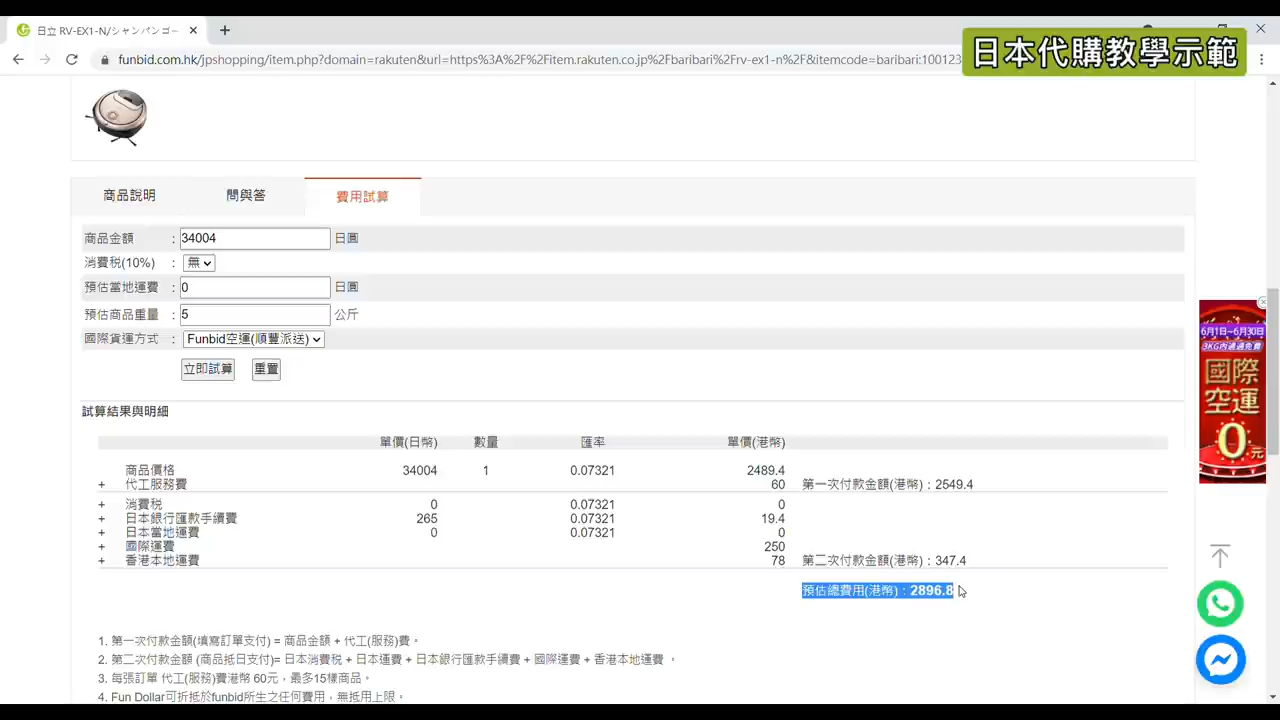 日立 RV-EX1-N/シャンパンゴー
日本代購教學示範
funbid.com.hk/jpshopping/item.php?domain=rakuten&url=http
2Fitem.rakuten.co.jp%2Fbaribari%2Frv-ex1-n%2F&itemcode=baribari:100123
商品說明 問與答 費用試算
商品金額 : 34004 日圓
消費税(10%) : 無
預估當地運費 : 0 日圓
預估商品重量 : 5 公斤
國際貨運方式 : Funbid空運(順豐派送)
立即試算 重置
6月1日~6月30日
3KG內通通免費
國際
空運
0元
試算結果與明細
單價(日幣) 數量 匯率 單價(港幣)
商品價格 34004 1 0.07321 2489.4
+ 代工服務費 60 第一次付款金額(港幣) : 2549.4
+ 消費税 0 0.07321 0
+ 日本銀行匯款手續費 265 0.07321 19.4
+ 日本當地運費 0 0.07321 0
+ 國際運費 250
+ 香港本地運費 78 第二次付款金額(港幣) : 347.4
預估總費用(港幣) : 2896.8
1. 第一次付款金額(填寫訂單支付) = 商品金額 + 代工(服務)費。
2. 第二次付款金額 (商品抵日支付)= 日本消費税 + 日本運費 + 日本銀行匯款手續費 + 國際運費 + 香港本地運費 。
3. 每張訂單 代工(服務)費港幣 60元，最多15樣商品。
4. Fun Dollar可折抵於funbid所生之任何費用，無抵用上限。